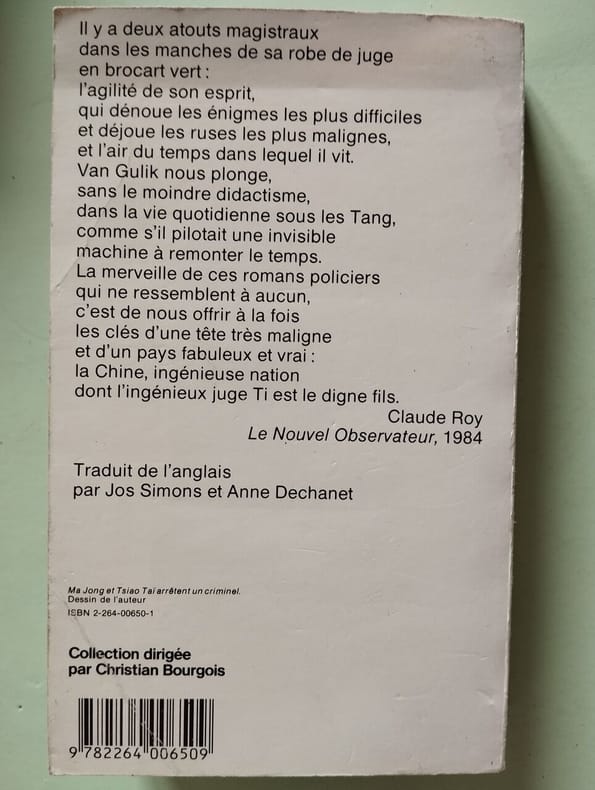 Il y a deux atouts magistraux
dans les manches de sa robe de juge
en brocart vert :
l'agilité de son esprit,
qui dénoue les énigmes les plus difficiles
et déjoue les ruses les plus malignes,
et l'air du temps dans lequel il vit.
Van Gulik nous plonge,
sans le moindre didactisme,
dans la vie quotidienne sous les Tang,
comme s'il pilotait une invisible
machine à remonter le temps.
La merveille de ces romans policiers
qui ne ressemblent à aucun,
c'est de nous offrir à la fois
les clés d'une tête très maligne
et d'un pays fabuleux et vrai :
la Chine, ingénieuse nation
dont l'ingénieux juge Ti est le digne fils.
Claude Roy
Le Nouvel Observateur, 1984
Traduit de l'anglais
par Jos Simons et Anne Dechanet
Ma Jong et Tsiao Taï arrêtent un criminel.
Dessin de l'auteur
ISBN 2-264-00650-1
Collection dirigée
par Christian Bourgois
9 782264 006509